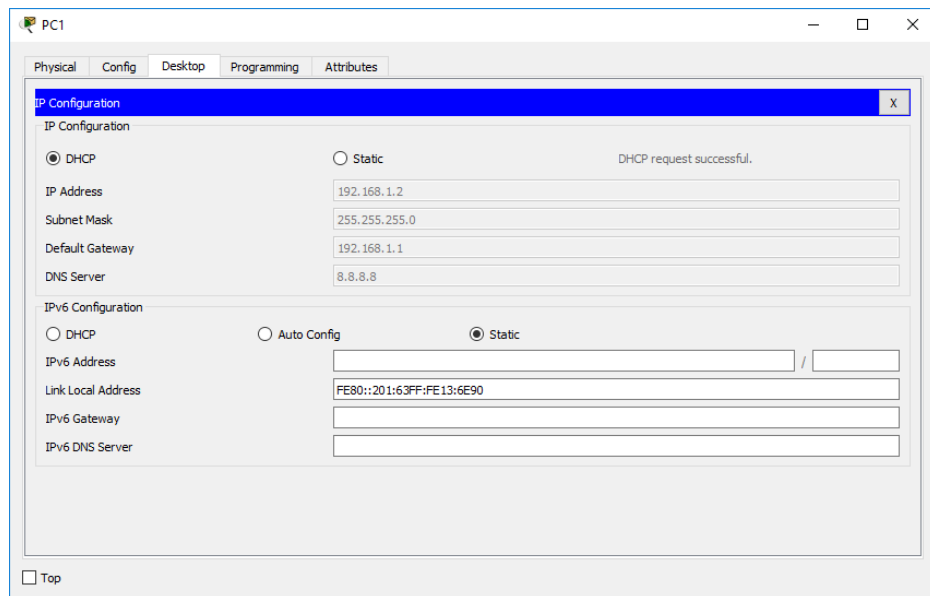 PC1
Physical Config Desktop Programming Attributes
IP Configuration X
IP Configuration
DHCP Static DHCP request successful.
IP Address 192.168.1.2
Subnet Mask 255.255.255.0
Default Gateway 192.168.1.1
DNS Server 8.8.8.8
IPv6 Configuration
DHCP Auto Config Static
IPv6 Address /
Link Local Address FE80::201:63FF:FE13:6E90
IPv6 Gateway
IPv6 DNS Server
Top